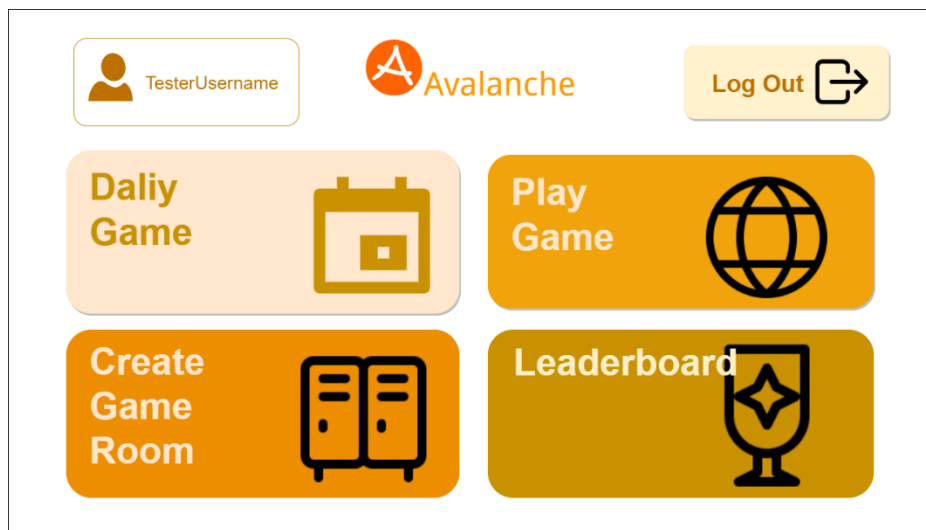 TesterUsername
Avalanche
Log Out
Daliy
Game
Play
Game
Create
Game
Room
Leaderboard